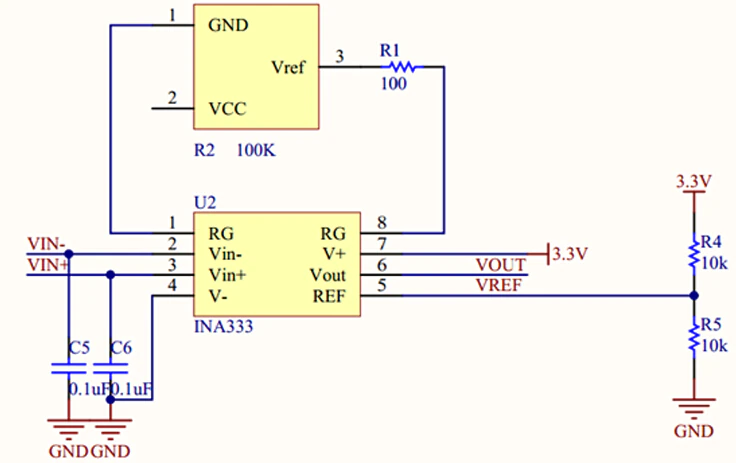 1 GND
Vref 3 R1
100
2 VCC
R2 100K
U2
1 RG RG 8
VIN- 2 Vin- V+ 7 3.3V
VIN+ 3 Vin+ Vout 6 VOUT
4 V- REF 5 VREF
INA333
3.3V
R4
10k
R5
10k
GND
C5 C6
0.1uF 0.1uF
GND GND